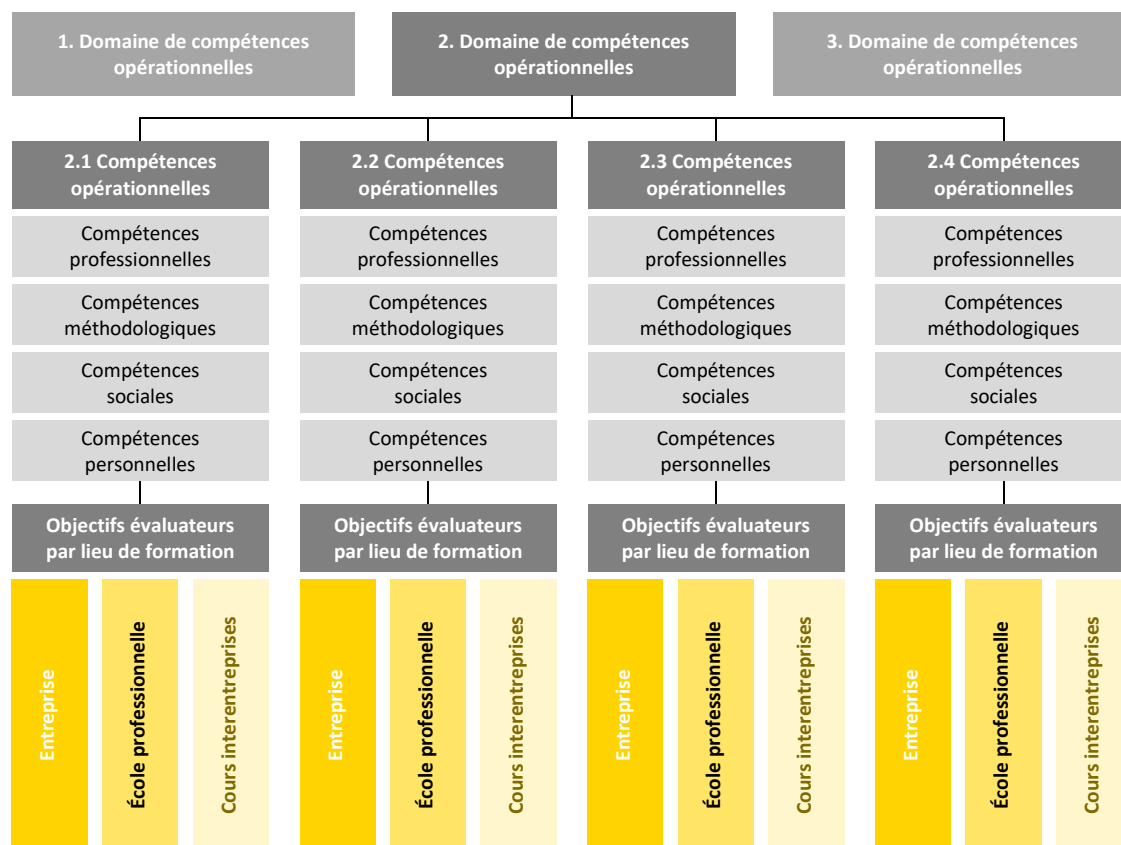 1. Domaine de compétences
opérationnelles
2. Domaine de compétences
opérationnelles
3. Domaine de compétences
opérationnelles
2.1 Compétences
opérationnelles
2.2 Compétences
opérationnelles
2.3 Compétences
opérationnelles
2.4 Compétences
opérationnelles
Compétences
professionnelles
Compétences
professionnelles
Compétences
professionnelles
Compétences
professionnelles
Compétences
méthodologiques
Compétences
méthodologiques
Compétences
méthodologiques
Compétences
méthodologiques
Compétences
sociales
Compétences
sociales
Compétences
sociales
Compétences
sociales
Compétences
personnelles
Compétences
personnelles
Compétences
personnelles
Compétences
personnelles
Objectifs évaluateurs
par lieu de formation
Objectifs évaluateurs
par lieu de formation
Objectifs évaluateurs
par lieu de formation
Objectifs évaluateurs
par lieu de formation
Entreprise
École professionnelle
Cours interentreprises
Entreprise
École professionnelle
Cours interentreprises
Entreprise
École professionnelle
Cours interentreprises
Entreprise
École professionnelle
Cours interentreprises